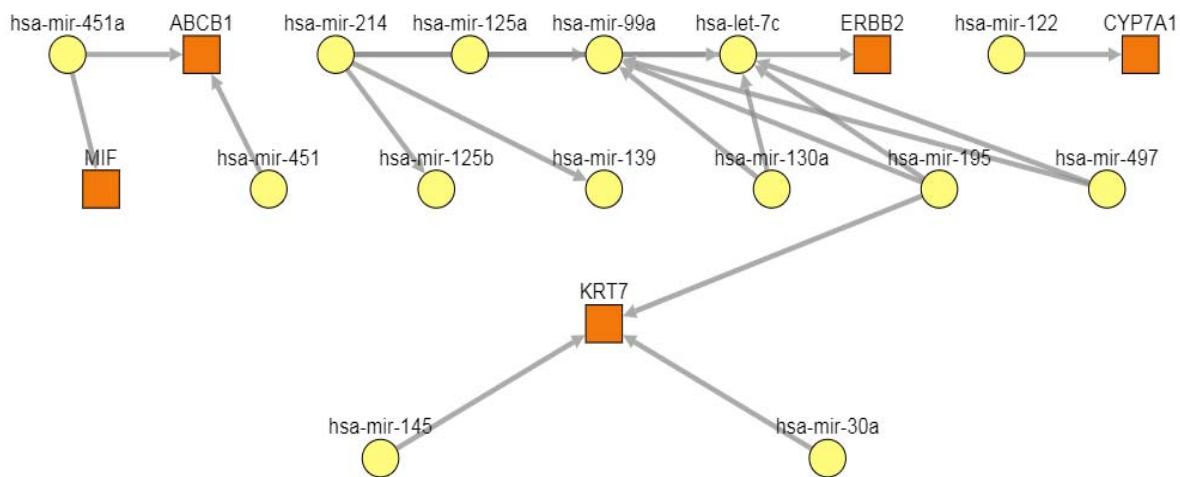 hsa-mir-451a
ABCB1
hsa-mir-214
hsa-mir-125a
hsa-mir-99a
hsa-let-7c
ERBB2
hsa-mir-122
CYP7A1
MIF
hsa-mir-451
hsa-mir-125b
hsa-mir-139
hsa-mir-130a
hsa-mir-195
hsa-mir-497
KRT7
hsa-mir-145
hsa-mir-30a